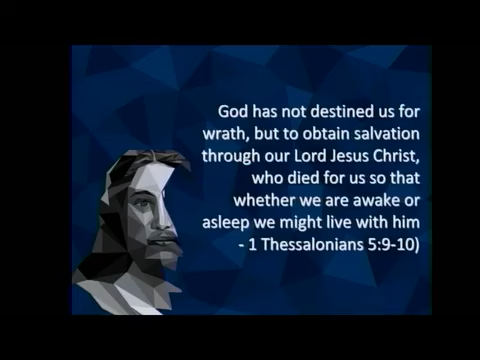 God has not destined us for
wrath, but to obtain salvation
through our Lord Jesus Christ,
who died for us so that
whether we are awake or
asleep we might live with him
- 1 Thessalonians 5:9-10)